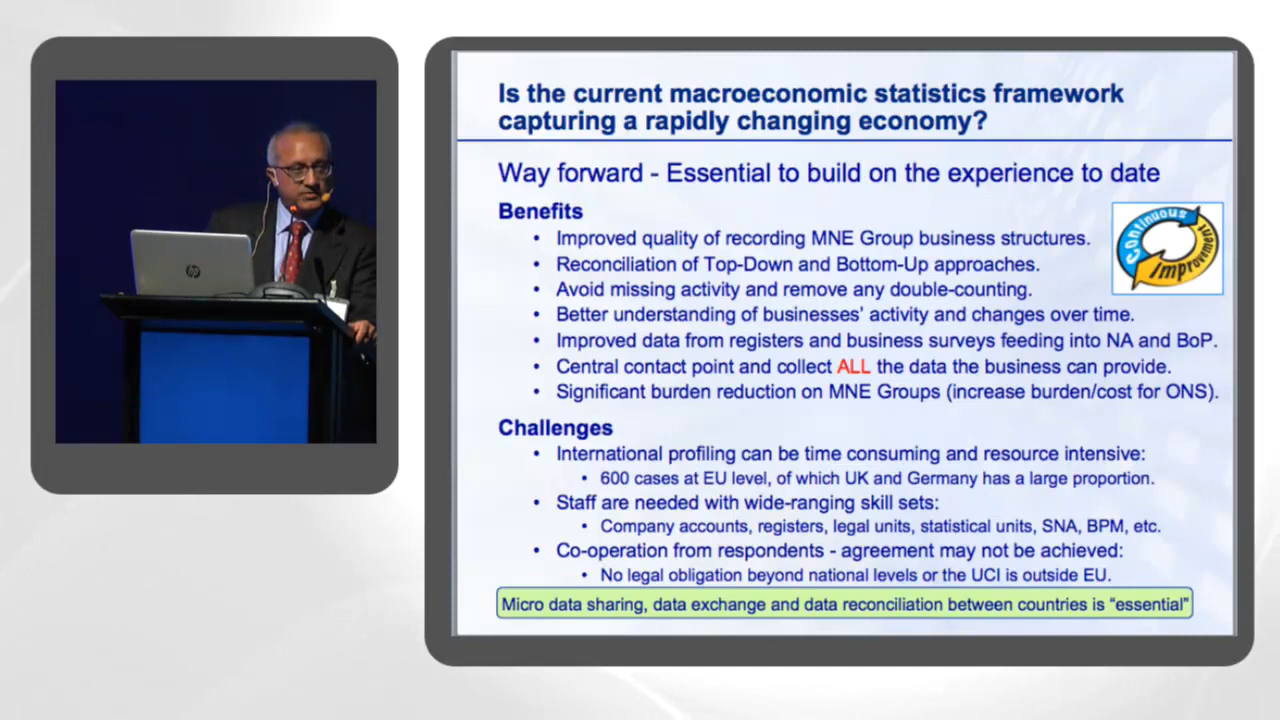 Is the current macroeconomic statistics framework
capturing a rapidly changing economy?
Way forward - Essential to build on the experience to date
Benefits
• Improved quality of recording MNE Group business structures.
• Reconciliation of Top-Down and Bottom-Up approaches.
• Avoid missing activity and remove any double-counting.
• Better understanding of businesses' activity and changes over time.
• Improved data from registers and business surveys feeding into NA and BoP.
• Central contact point and collect ALL the data the business can provide.
• Significant burden reduction on MNE Groups (increase burden/cost for ONS).
Continuous
Improvement
Challenges
• International profiling can be time consuming and resource intensive:
• 600 cases at EU level, of which UK and Germany has a large proportion.
• Staff are needed with wide-ranging skill sets:
• Company accounts, registers, legal units, statistical units, SNA, BPM, etc.
• Co-operation from respondents - agreement may not be achieved:
• No legal obligation beyond national levels or the UCI is outside EU.
Micro data sharing, data exchange and data reconciliation between countries is “essential”
hp